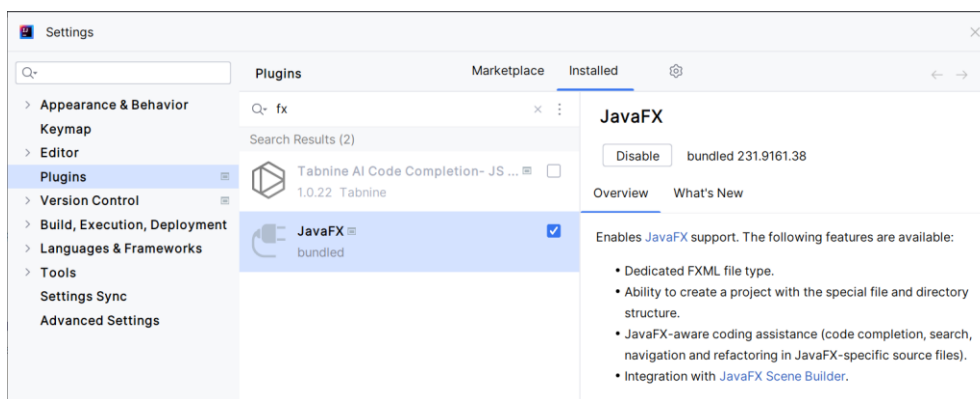 Settings
Plugins
Marketplace
Installed
Appearance & Behavior
Keymap
Editor
Plugins
Version Control
Build, Execution, Deployment
Languages & Frameworks
Tools
Settings Sync
Advanced Settings
fx
Search Results (2)
Tabnine AI Code Completion- JS ...
1.0.22 Tabnine
JavaFX
bundled
JavaFX
Disable
bundled 231.9161.38
Overview
What's New
Enables JavaFX support. The following features are available:
• Dedicated FXML file type.
• Ability to create a project with the special file and directory
structure.
• JavaFX-aware coding assistance (code completion, search,
navigation and refactoring in JavaFX-specific source files).
• Integration with JavaFX Scene Builder.